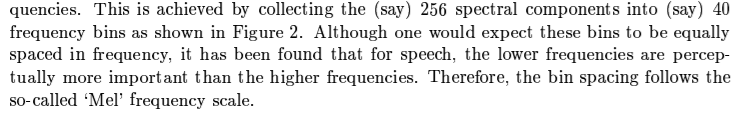 quencies. This is achieved by collecting the (say) 256 spectral components into (say) 40
frequency bins as shown in Figure 2. Although one would expect these bins to be equally
spaced in frequency, it has been found that for speech, the lower frequencies are percep-
tually more important than the higher frequencies. Therefore, the bin spacing follows the
so-called ‘Mel’ frequency scale.